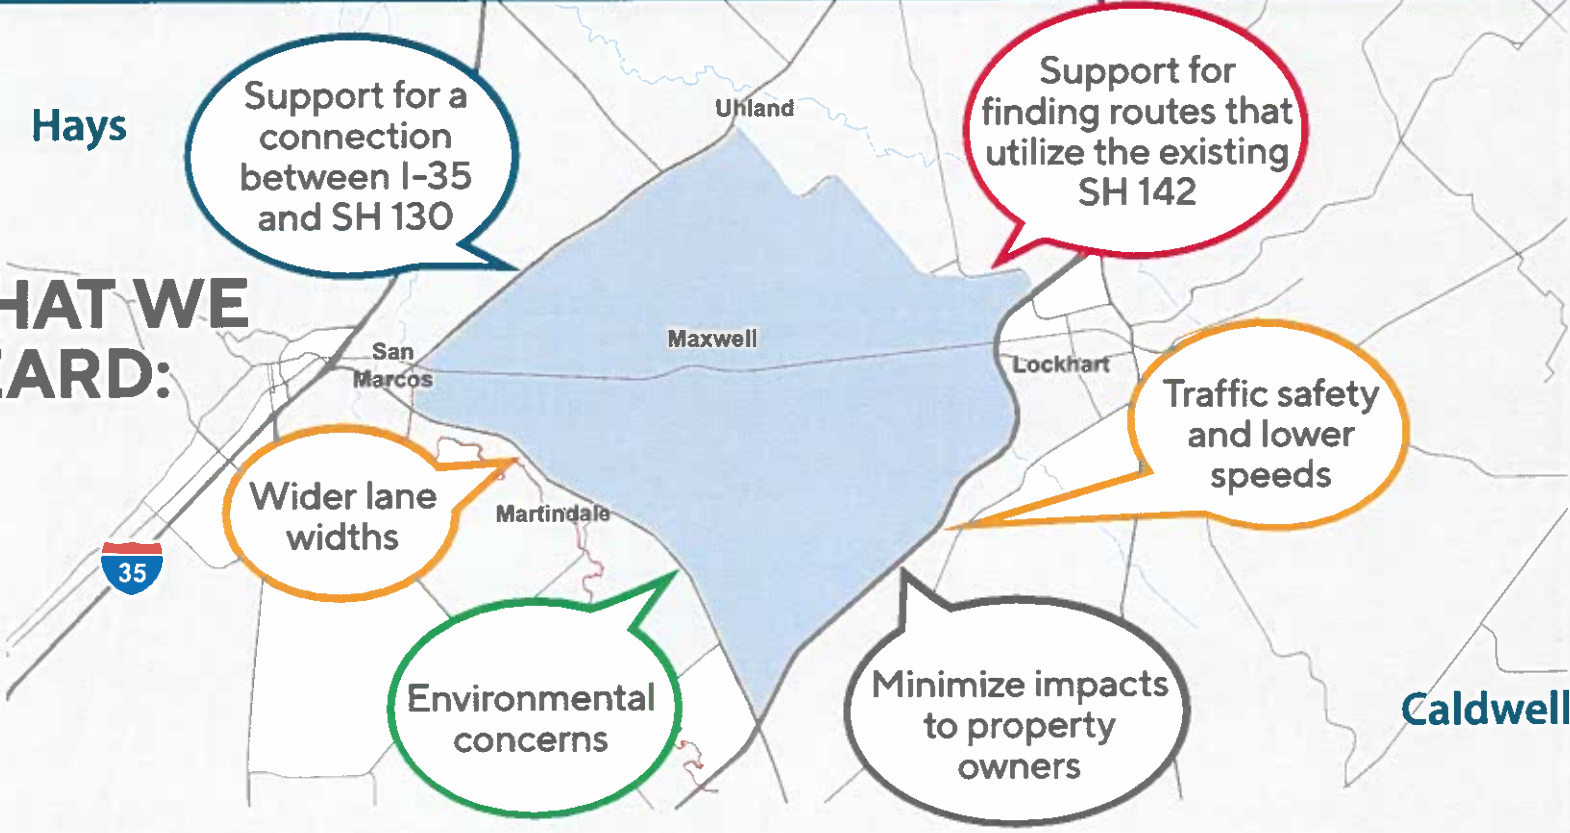 Hays
Support for a
connection
between I-35
and SH 130
Uhland
Support for
finding routes that
utilize the existing
SH 142
HAT WE
EARD:
San
Marcos
Maxwell
Lockhart
Traffic safety
and lower
speeds
Wider lane
widths
Martindale
35
Environmental
concerns
Minimize impacts
to property
owners
Caldwell